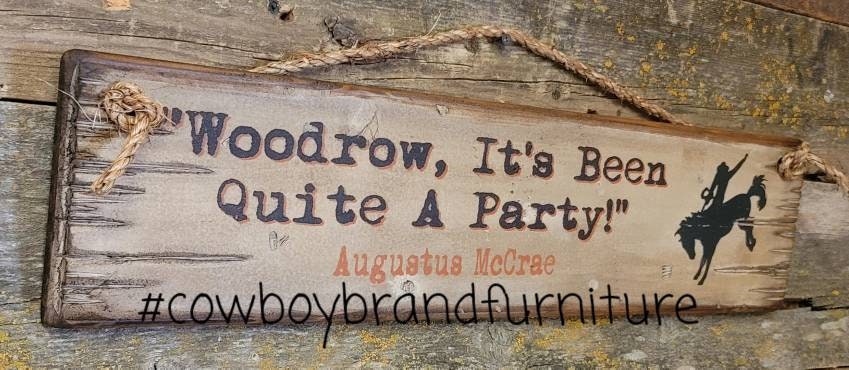 "Woodrow, It's Been
Quite A Party!"
Augustus McCrae
#cowboybrandfurniture